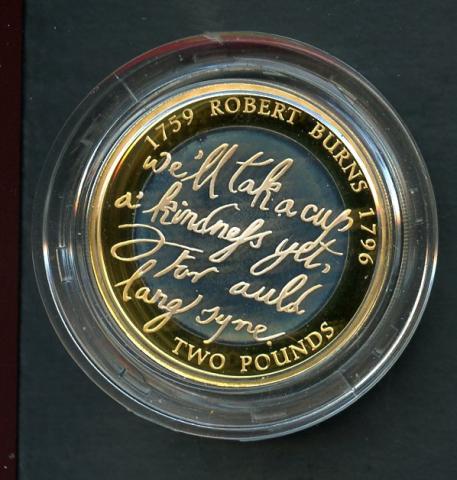 1759 ROBERT BURNS 1796
we'll tak a cup
a' kindness yet,
For auld
lang syne,
TWO POUNDS